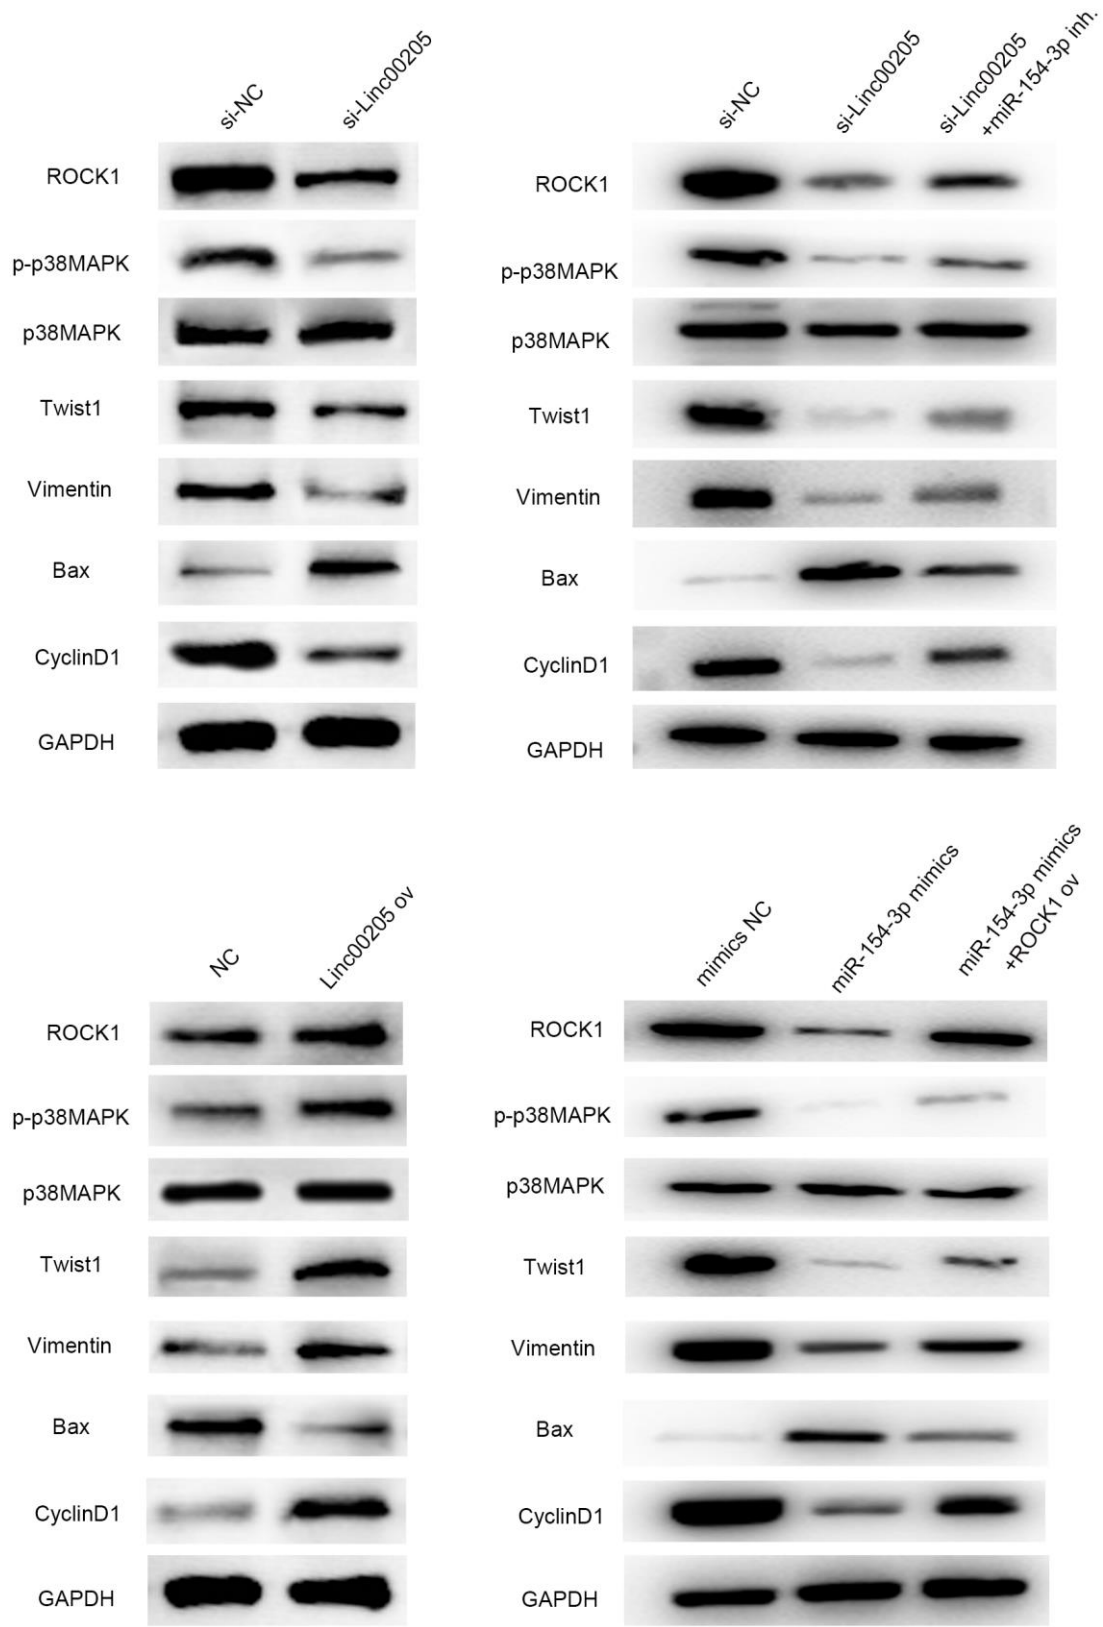 si-NC
si-Linc00205
ROCK1
p-p38MAPK
p38MAPK
Twist1
Vimentin
Bax
CyclinD1
GAPDH
si-NC
si-Linc00205
si-Linc00205
+miR-154-3p inh.
ROCK1
p-p38MAPK
p38MAPK
Twist1
Vimentin
Bax
CyclinD1
GAPDH
NC
Linc00205 ov
ROCK1
p-p38MAPK
p38MAPK
Twist1
Vimentin
Bax
CyclinD1
GAPDH
mimics NC
miR-154-3p mimics
miR-154-3p mimics
+ROCK1 ov
ROCK1
p-p38MAPK
p38MAPK
Twist1
Vimentin
Bax
CyclinD1
GAPDH